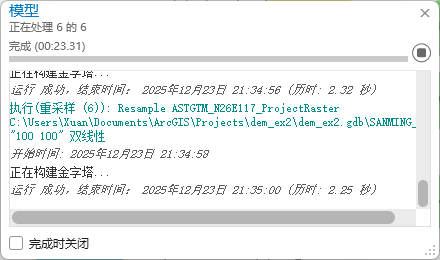 模型
正在处理 6 的 6
完成 (00:23.31)
正在构建金字塔...
运行 成功，结束时间： 2025年12月23日 21:34:56 (历时: 2.32 秒)
执行(重采样 (6)): Resample ASTGTM_N26E117_ProjectRaster
C:\Users\Xuan\Documents\ArcGIS\Projects\dem_ex2\dem_ex2.gdb\SANMING_
"100 100" 双线性
开始时间: 2025年12月23日 21:34:58
正在构建金字塔...
运行 成功，结束时间： 2025年12月23日 21:35:00 (历时: 2.25 秒)
完成时关闭